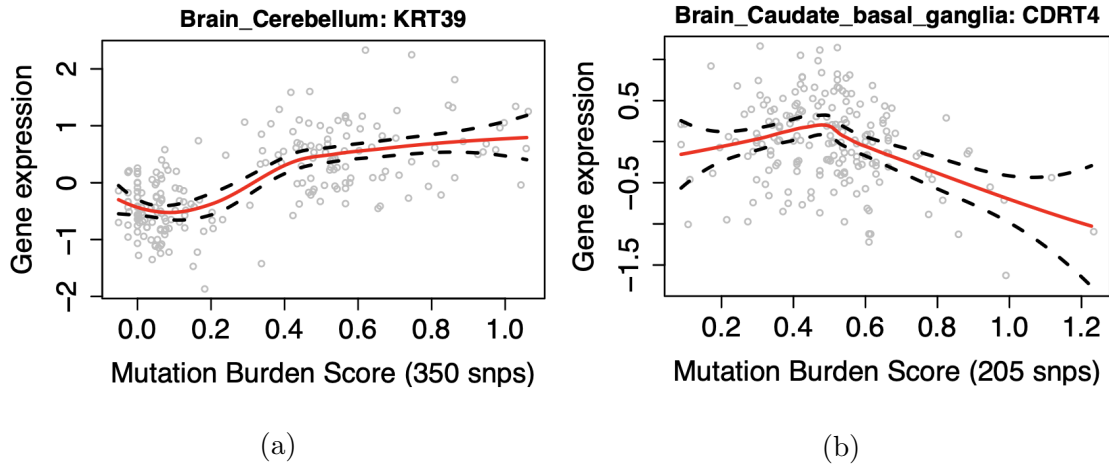 Brain_Cerebellum: KRT39
Gene expression
2
1
0
−1
−2
0.0 0.2 0.4 0.6 0.8 1.0
Mutation Burden Score (350 snps)
(a)
Brain_Caudate_basal_ganglia: CDRT4
Gene expression
0.5
−0.5
−1.5
0.2 0.4 0.6 0.8 1.0 1.2
Mutation Burden Score (205 snps)
(b)